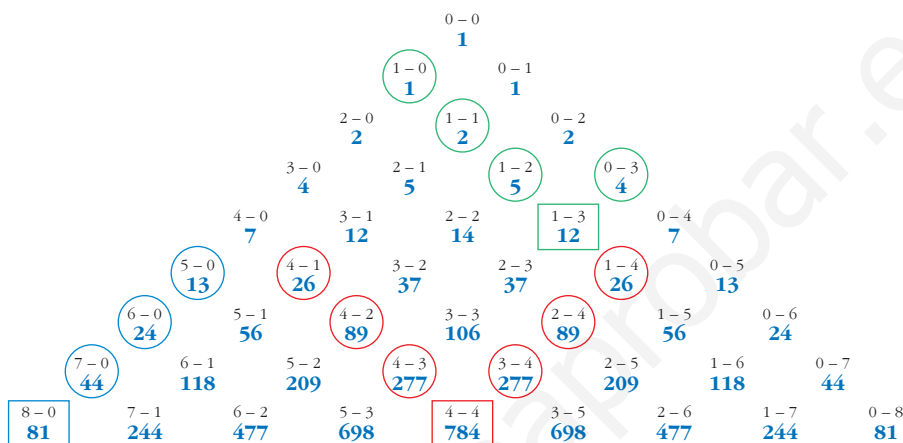 0 – 0
1
1 – 0 0 – 1
1 1
2 – 0 1 – 1 0 – 2
2 2 2
3 – 0 2 – 1 1 – 2 0 – 3
4 5 5 4
4 – 0 3 – 1 2 – 2 1 – 3 0 – 4
7 12 14 12 7
5 – 0 4 – 1 3 – 2 2 – 3 1 – 4 0 – 5
13 26 37 37 26 13
6 – 0 5 – 1 4 – 2 3 – 3 2 – 4 1 – 5 0 – 6
24 56 89 106 89 56 24
7 – 0 6 – 1 5 – 2 4 – 3 3 – 4 2 – 5 1 – 6 0 – 7
44 118 209 277 277 209 118 44
8 – 0 7 – 1 6 – 2 5 – 3 4 – 4 3 – 5 2 – 6 1 – 7 0 – 8
81 244 477 698 784 698 477 244 81
aprobar.e